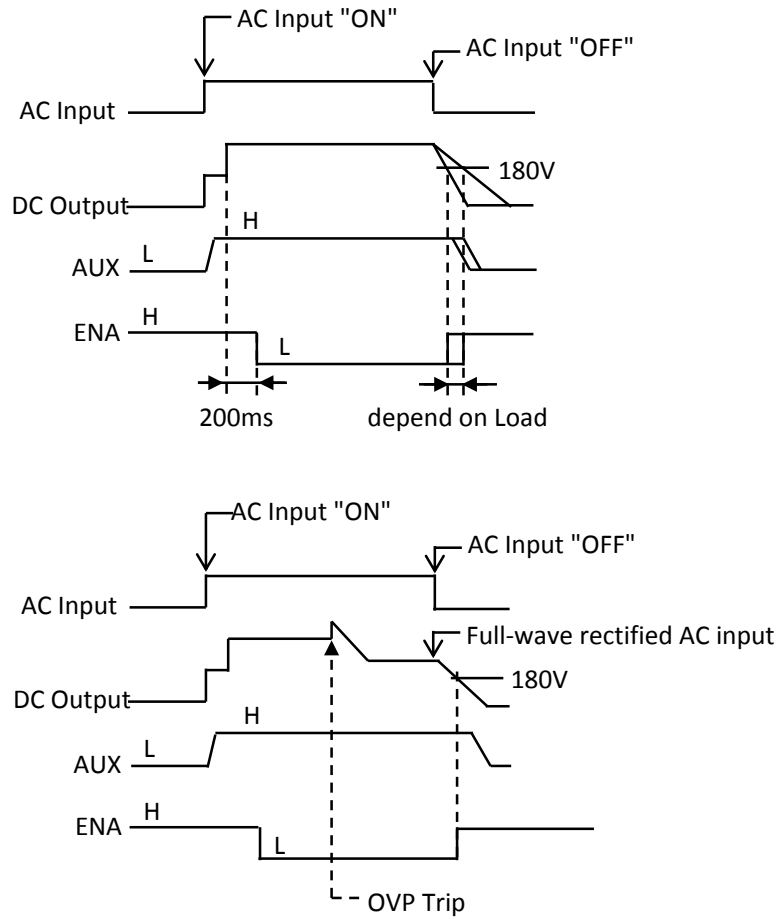 AC Input "ON"
AC Input "OFF"
AC Input
180V
DC Output
H
L
AUX
H
ENA
L
200ms
depend on Load
AC Input "ON"
AC Input "OFF"
AC Input
Full-wave rectified AC input
180V
DC Output
H
L
AUX
H
ENA
L
OVP Trip